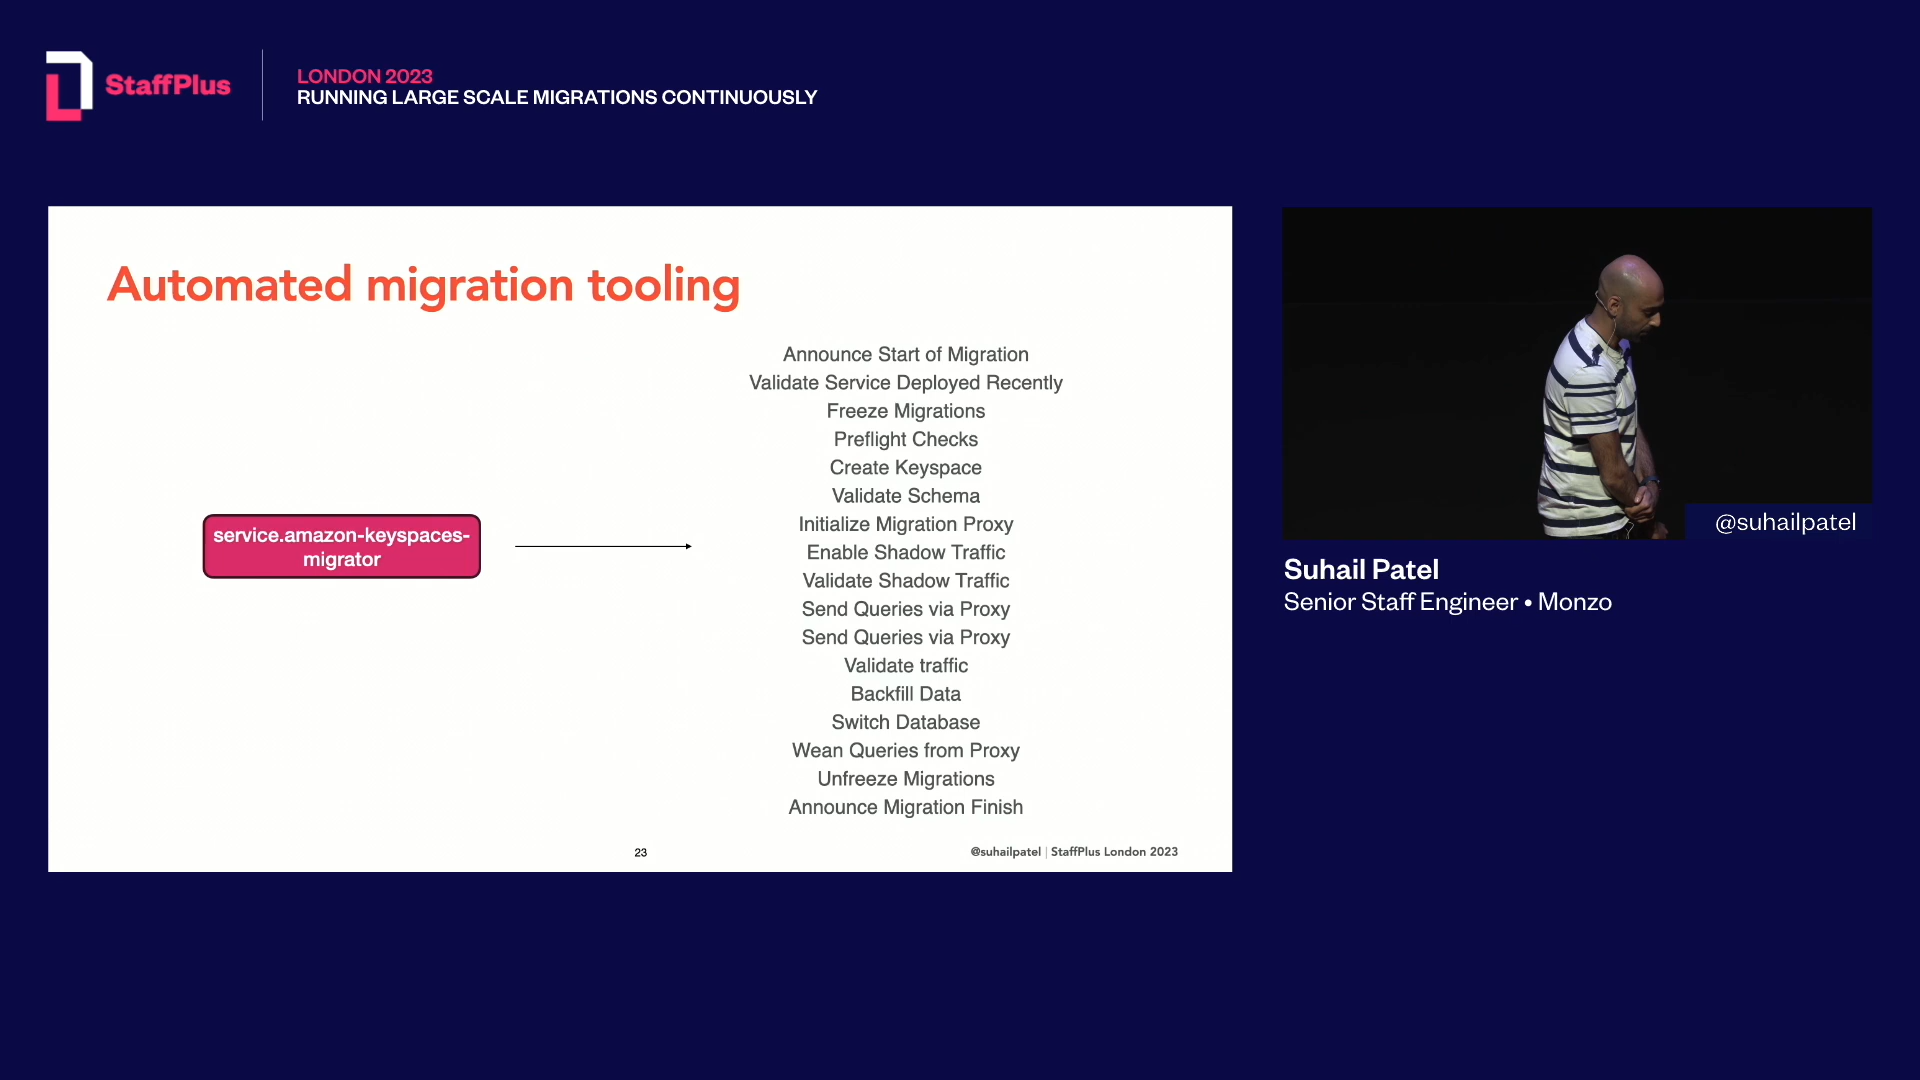 StaffPlus
LONDON 2023
RUNNING LARGE SCALE MIGRATIONS CONTINUOUSLY
Automated migration tooling
service.amazon-keyspaces-
migrator
Announce Start of Migration
Validate Service Deployed Recently
Freeze Migrations
Preflight Checks
Create Keyspace
Validate Schema
Initialize Migration Proxy
Enable Shadow Traffic
Validate Shadow Traffic
Send Queries via Proxy
Send Queries via Proxy
Validate traffic
Backfill Data
Switch Database
Wean Queries from Proxy
Unfreeze Migrations
Announce Migration Finish
23
@suhailpatel | StaffPlus London 2023
@suhailpatel
Suhail Patel
Senior Staff Engineer • Monzo